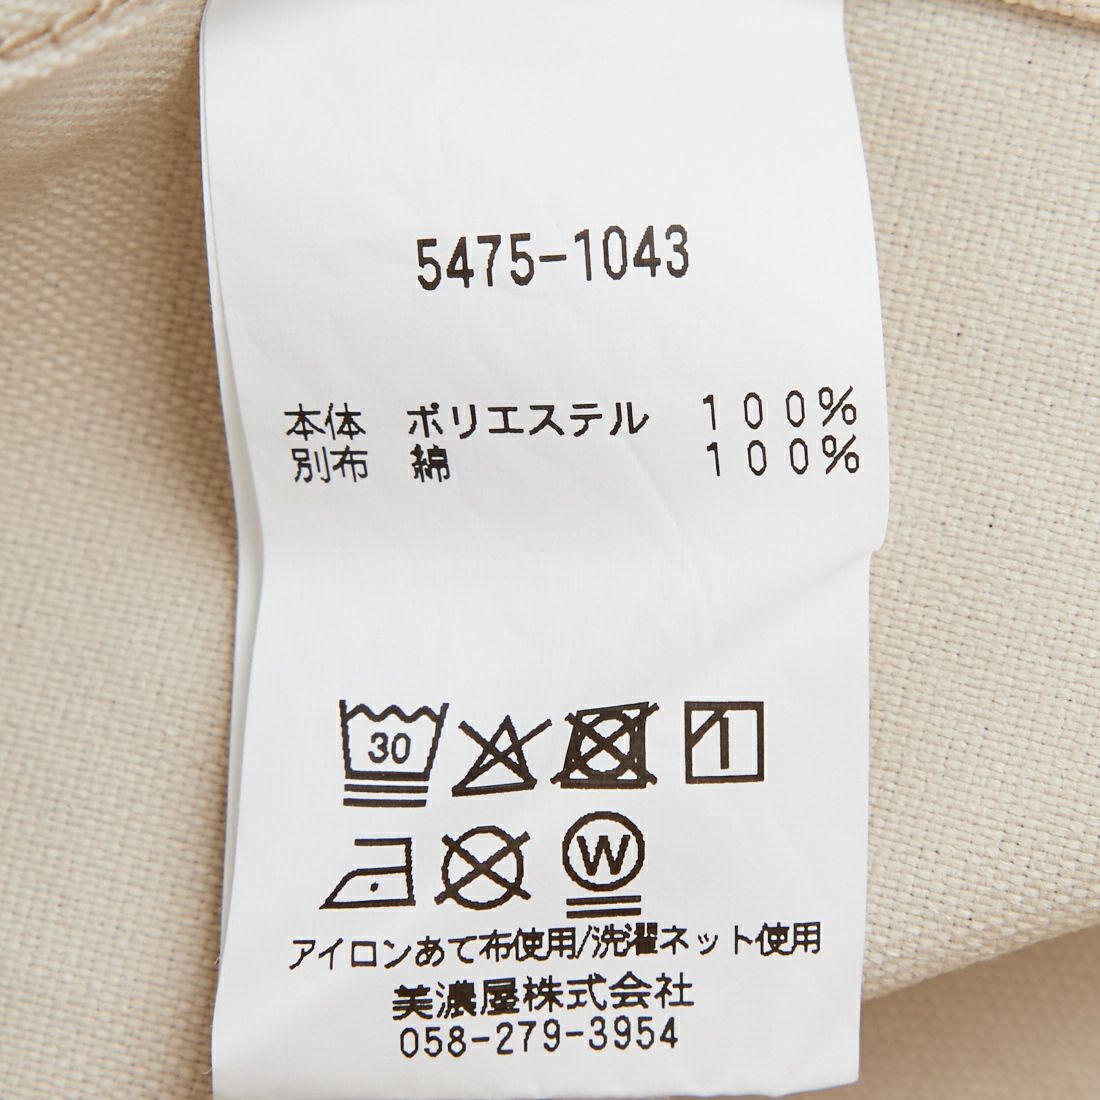 5475-1043
本体 ポリエステル 100%
別布 綿 100%
30
W
アイロンあて布使用/洗濯ネット使用
美濃屋株式会社
058-279-3954